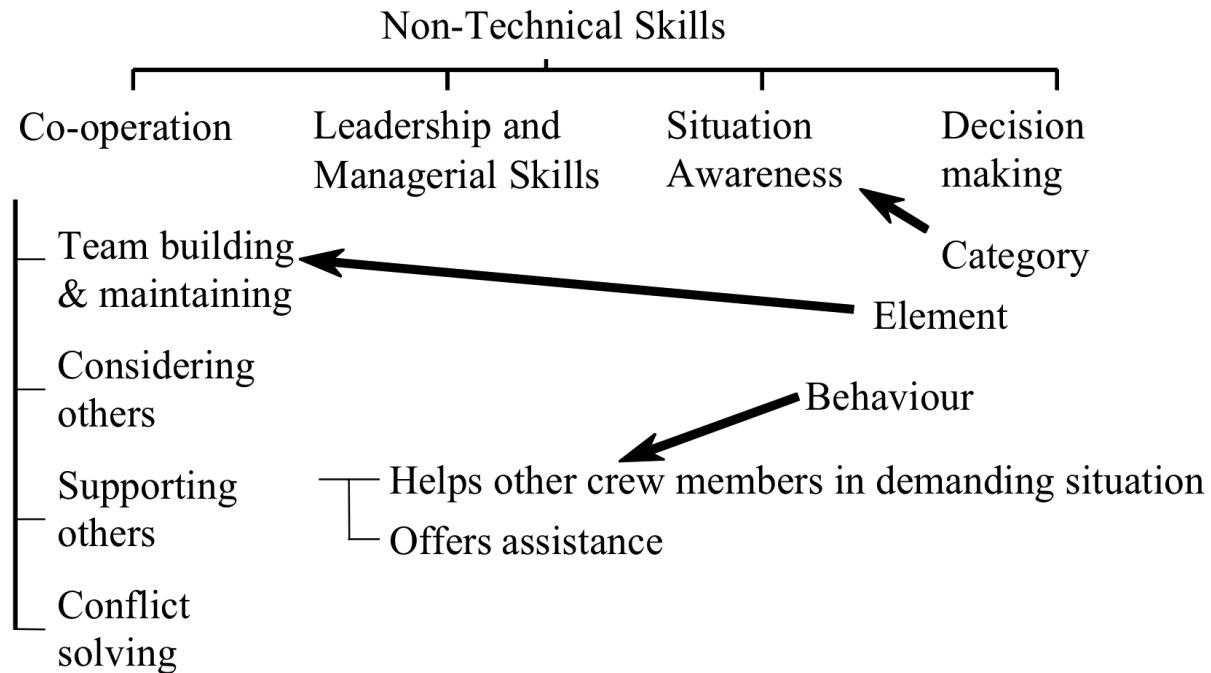 Non-Technical Skills
Co-operation
Leadership and
Managerial Skills
Situation
Awareness
Decision
making
Category
Team building
& maintaining
Element
Considering
others
Behaviour
Supporting
others
Helps other crew members in demanding situation
Offers assistance
Conflict
solving